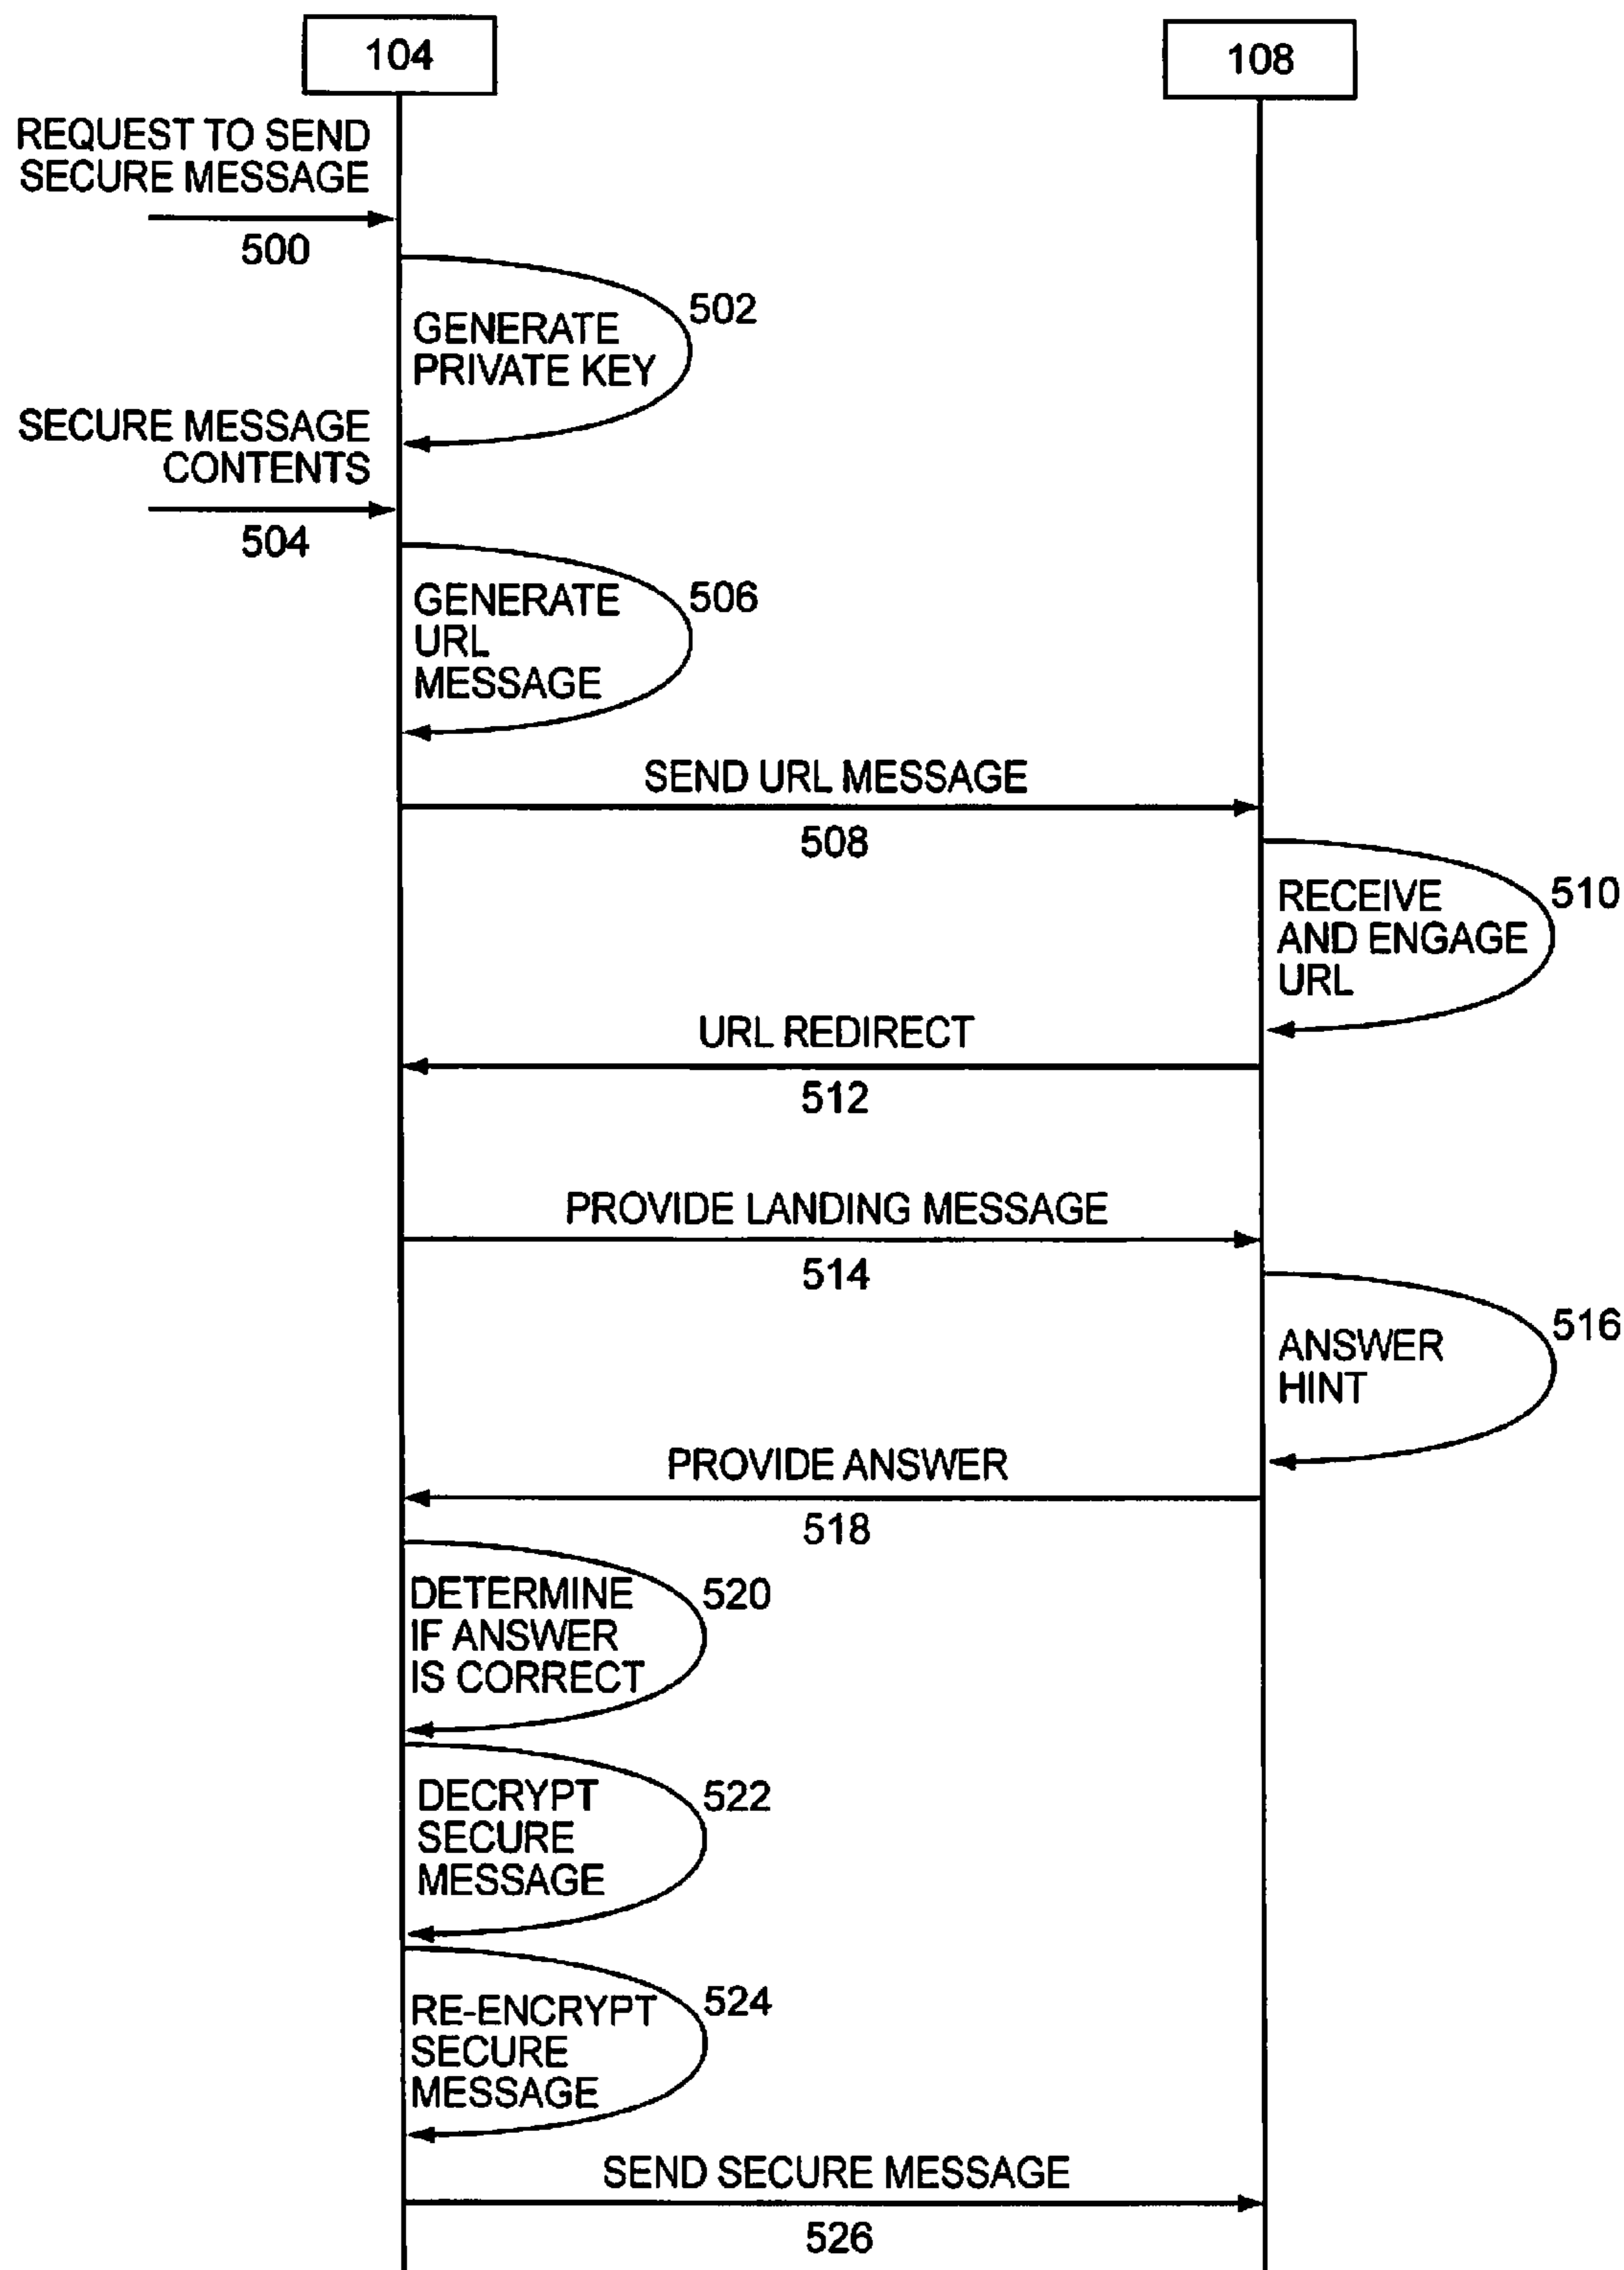 104
108
REQUEST TO SEND
SECURE MESSAGE
500
502
GENERATE
PRIVATE KEY
SECURE MESSAGE
CONTENTS
504
506
GENERATE
URL
MESSAGE
SEND URL MESSAGE
508
510
RECEIVE
AND ENGAGE
URL
URL REDIRECT
512
PROVIDE LANDING MESSAGE
514
516
ANSWER
HINT
PROVIDE ANSWER
518
520
DETERMINE
IF ANSWER
IS CORRECT
522
DECRYPT
SECURE
MESSAGE
524
RE-ENCRYPT
SECURE
MESSAGE
SEND SECURE MESSAGE
526